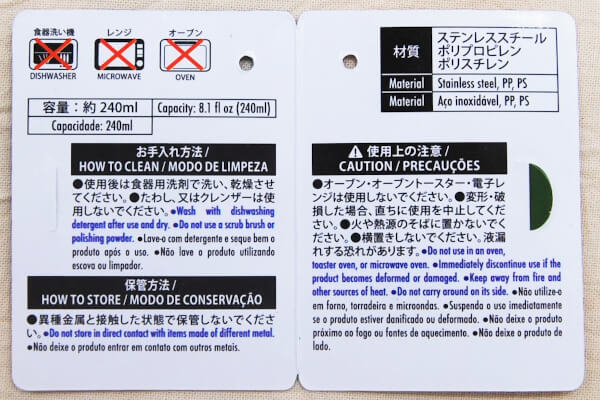 食器洗い機
レンジ
オーブン
DISHWASHER
MICROWAVE
OVEN
容量：約 240ml
Capacity: 8.1 fl oz (240ml)
Capacidade: 240ml
お手入れ方法 /
HOW TO CLEAN / MODO DE LIMPEZA
●使用後は食器用洗剤で洗い、乾燥させ
てください。●たわし、又はクレンザーは使
用しないでください。●Wash with dishwashing
detergent after use and dry. ●Do not use a scrub brush or
polishing powder. ●Lave-o com detergente e seque bem o
produto após o uso. ●Não lave o produto utilizando
escova ou limpador.
保管方法 /
HOW TO STORE / MODO DE CONSERVAÇÃO
●異種金属と接触した状態で保管しないでくださ
い。●Do not store in direct contact with items made of different metal.
●Não deixe o produto entrar em contato com outros metais.
材質
ステンレススチール
ポリプロピレン
ポリスチレン
Material
Stainless steel, PP, PS
Material
Aço inoxidável, PP, PS
使用上の注意 /
CAUTION / PRECAUÇÕES
●オーブン・オーブントースター・電子レ
ンジは使用しないでください。●変形・破
損した場合、直ちに使用を中止してくだ
さい。●火や熱源のそばに置かないでく
ださい。●横置きしないでください。液漏
れする恐れがあります。●Do not use in an oven,
toaster oven, or microwave oven. ●Immediately discontinue use if the
product becomes deformed or damaged. ●Keep away from fire and
other sources of heat. ●Do not carry around on its side. ●Não utilize-o
em forno, torradeira e microondas. ●Suspenda o uso imediatamente
se o produto estiver danificado ou deformado. ●Não deixe o produto
próximo ao fogo ou fontes de aquecimento. ●Não deixe o produto de
lado.